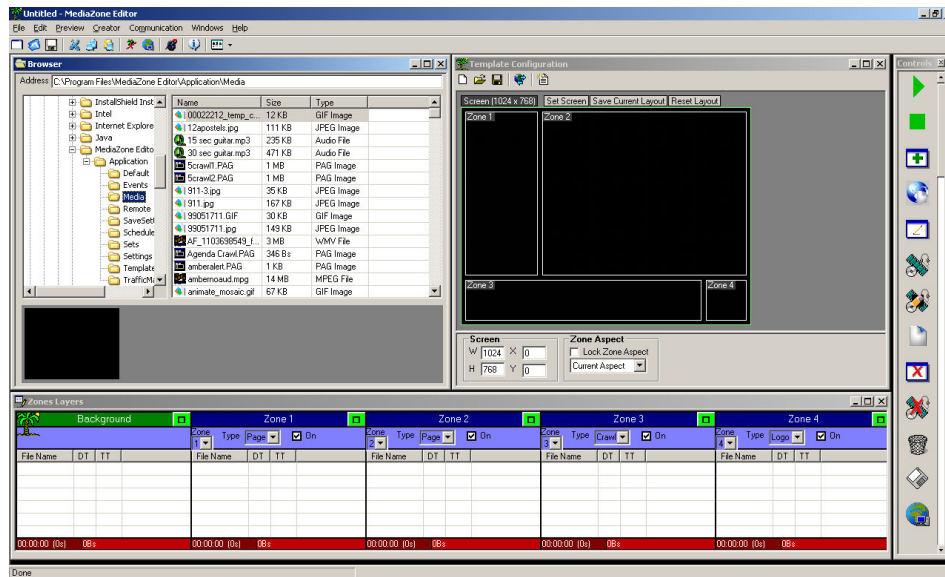 Untitled - MediaZone Editor
File Edit Preview Creator Communication Windows Help
Browser
Address C:\Program Files\MediaZone Editor\Application\Media
InstallShield Inst
Intel
Internet Explore
Java
MediaZone Edito
Application
Default
Events
Media
Remote
SaveSett
Schedule
Sets
Settings
Template
TrafficMa
Name Size Type
00022212_temp_c... 12 KB GIF Image
12apostels.jpg 111 KB JPEG Image
15 sec guitar.mp3 235 KB Audio File
30 sec guitar.mp3 471 KB Audio File
5crawl1.PAG 1 MB PAG Image
5crawl2.PAG 1 MB PAG Image
911-3.jpg 35 KB JPEG Image
911.jpg 167 KB JPEG Image
99051711.GIF 30 KB GIF Image
99051711.jpg 149 KB JPEG Image
AF_1103698549_f... 3 MB WMV File
Agenda Crawl.PAG 346 Bs PAG Image
amberalert.PAG 1 KB PAG Image
ambernoaud.mpg 14 MB MPEG File
animate_mosaic.gif 67 KB GIF Image
Template Configuration
Screen (1024 x 768) Set Screen Save Current Layout Reset Layout
Zone 1 Zone 2
Zone 3 Zone 4
Screen Zone Aspect
W 1024 X 0 Lock Zone Aspect
H 768 Y 0 Current Aspect
Controls
Zones Layers
Background Zone 1 Zone 2 Zone 3 Zone 4
Zone 1 Type Page On Zone 2 Type Page On Zone 3 Type Crawl On Zone 4 Type Logo On
File Name DT TT File Name DT TT File Name DT TT File Name DT TT File Name DT TT
00:00:00 (0s) 0Bs 00:00:00 (0s) 0Bs 00:00:00 (0s) 0Bs 00:00:00 (0s) 0Bs 00:00:00 (0s) 0Bs
Done